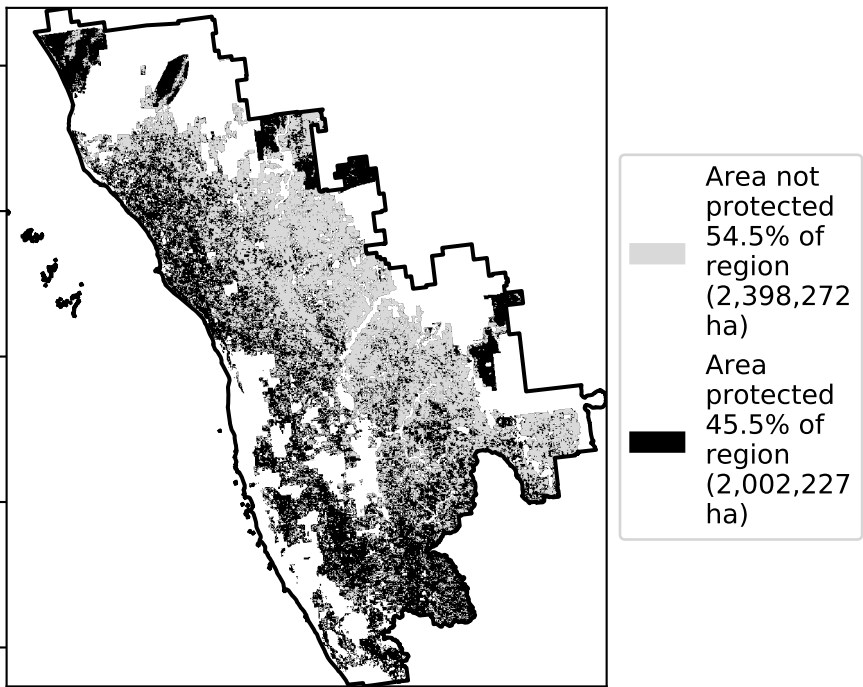 Area not
protected
54.5% of
region
(2,398,272
ha)
Area
protected
45.5% of
region
(2,002,227
ha)